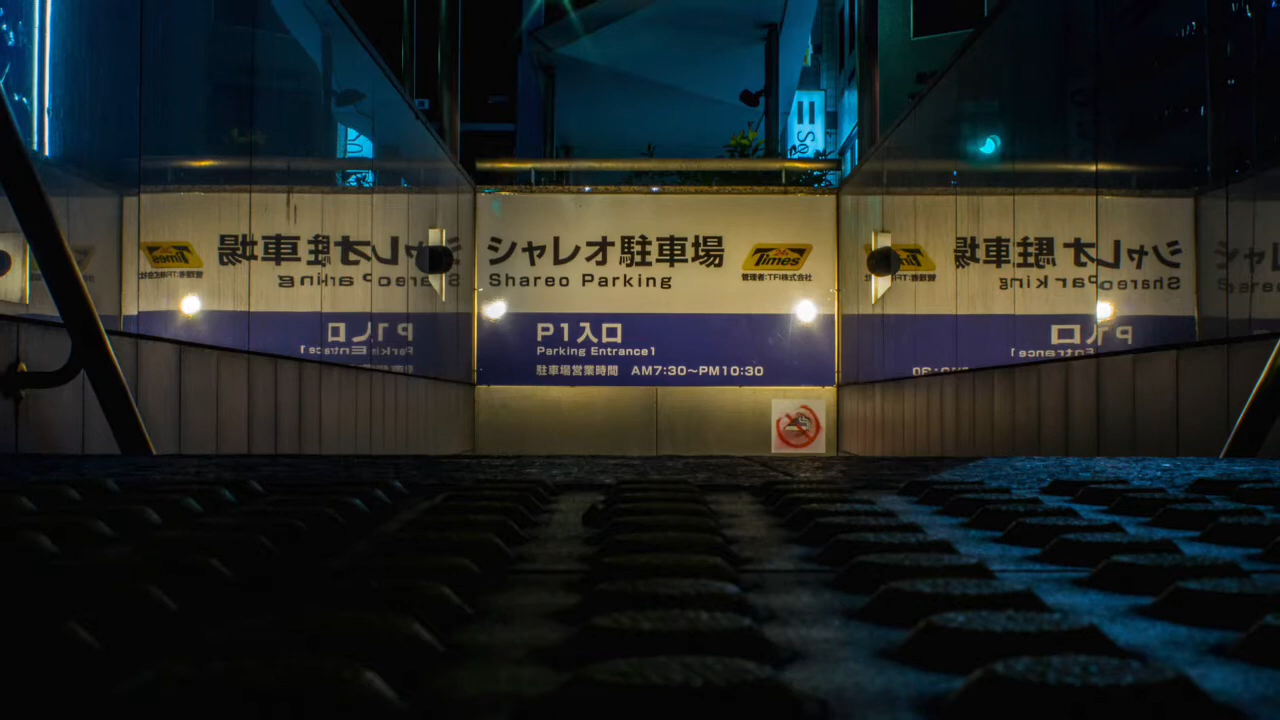 シャレオ駐車場
Shareo Parking
24h
Times
管理者:TFI株式会社
P1入口
Parking Entrance1
駐車場営業時間 AM7:30〜PM10:30